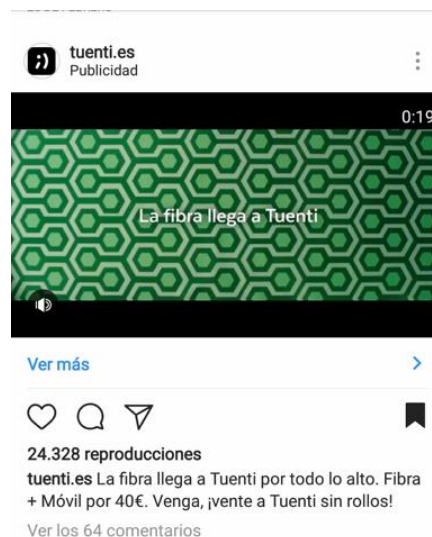 tuenti.es
Publicidad
0:19
La fibra llega a Tuenti
Ver más
24.328 reproducciones
tuenti.es La fibra llega a Tuenti por todo lo alto. Fibra
+ Móvil por 40€. Venga, ¡vente a Tuenti sin rollos!
Ver los 64 comentarios